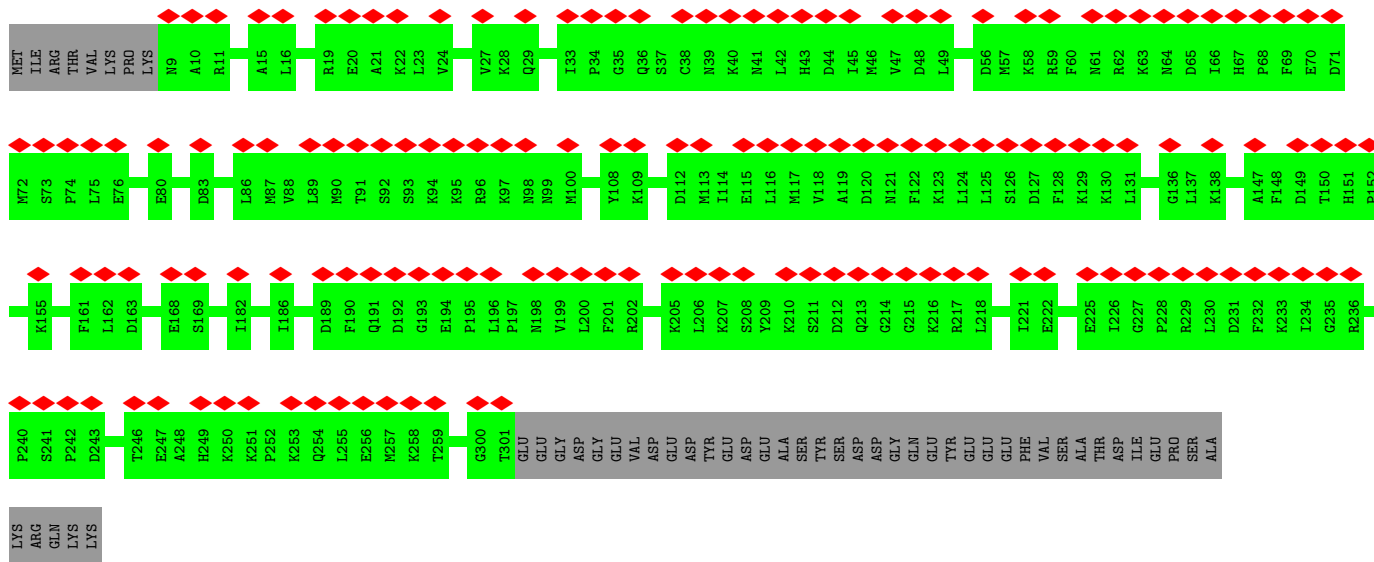 MET ILE ARG THR VAL LYS PRO LYS N9 A10 R11 A15 L16 R19 E20 A21 K22 L23 V24 V27 K28 Q29 I33 P34 G35 Q36 S37 C38 N39 K40 N41 L42 H43 D44 I45 M46 V47 D48 L49 D56 M57 K58 R59 F60 N61 R62 K63 N64 D65 I66 H67 P68 F69 E70 D71
M72 S73 P74 L75 E76 E80 D83 L86 M87 V88 L89 M90 T91 S92 S93 K94 K95 R96 K97 N98 N99 M100 Y108 K109 D112 M113 I114 E115 L116 M117 V118 A119 D120 N121 F122 K123 L124 L125 S126 D127 F128 K129 K130 L131 G136 L137 K138 A147 F148 D149 T150 H151 P152
K155 F161 L162 D163 E168 S169 I182 I186 D189 F190 Q191 D192 G193 E194 P195 L196 P197 N198 V199 L200 F201 R202 K205 L206 K207 S208 Y209 K210 S211 D212 Q213 G214 G215 K216 R217 L218 I221 E222 E225 I226 G227 P228 R229 L230 D231 F232 K233 I234 G235 R236
P240 S241 P242 D243 T246 E247 A248 H249 K250 K251 P252 K253 Q254 L255 E256 M257 K258 T259 G300 T301 GLU GLU GLY ASP GLY GLU VAL ASP GLU ASP TYR GLU ASP GLU ALA SER TYR SER ASP ASP GLY GLN GLU TYR GLU GLU GLU PHE VAL SER ALA THR ASP ILE GLU PRO SER ALA
LYS ARG GLN LYS LYS